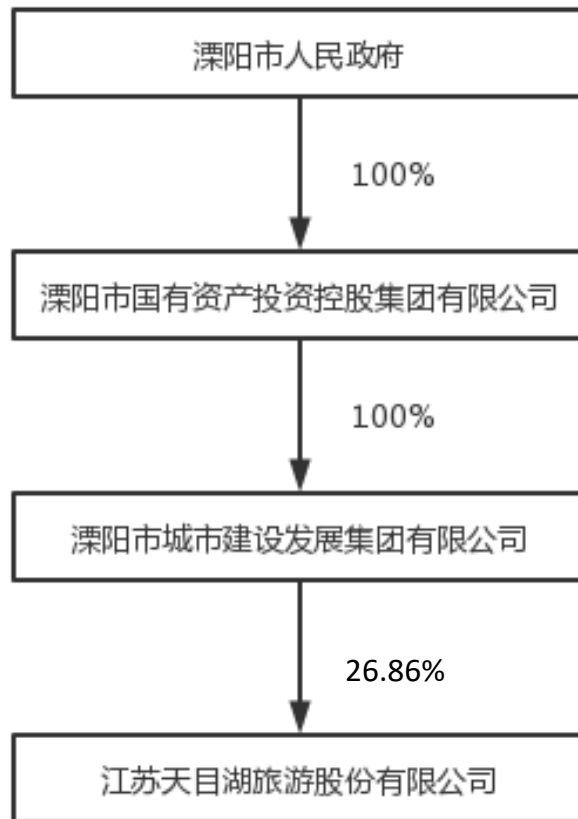 溧阳市人民政府
100%
溧阳市国有资产投资控股集团有限公司
100%
溧阳市城市建设发展集团有限公司
26.86%
江苏天目湖旅游股份有限公司